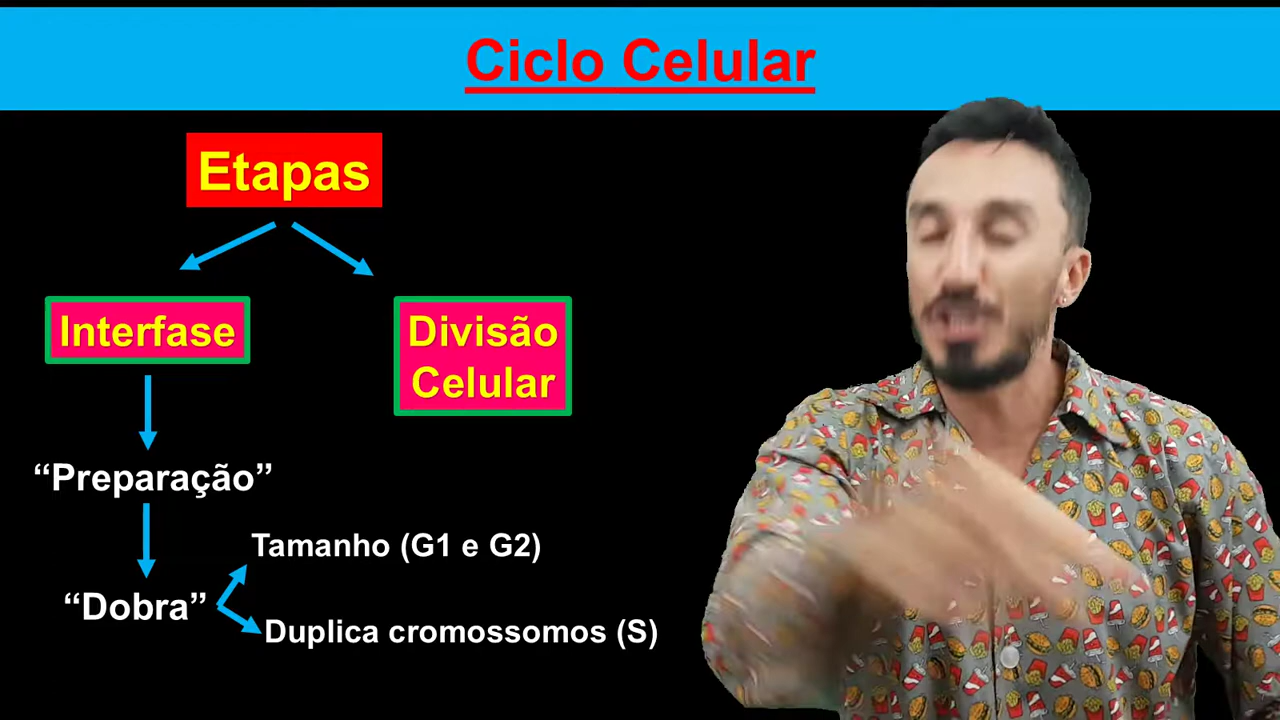 Ciclo Celular
Etapas
Interfase
Divisão
Celular
“Preparação”
Tamanho (G1 e G2)
“Dobra”
Duplica cromossomos (S)